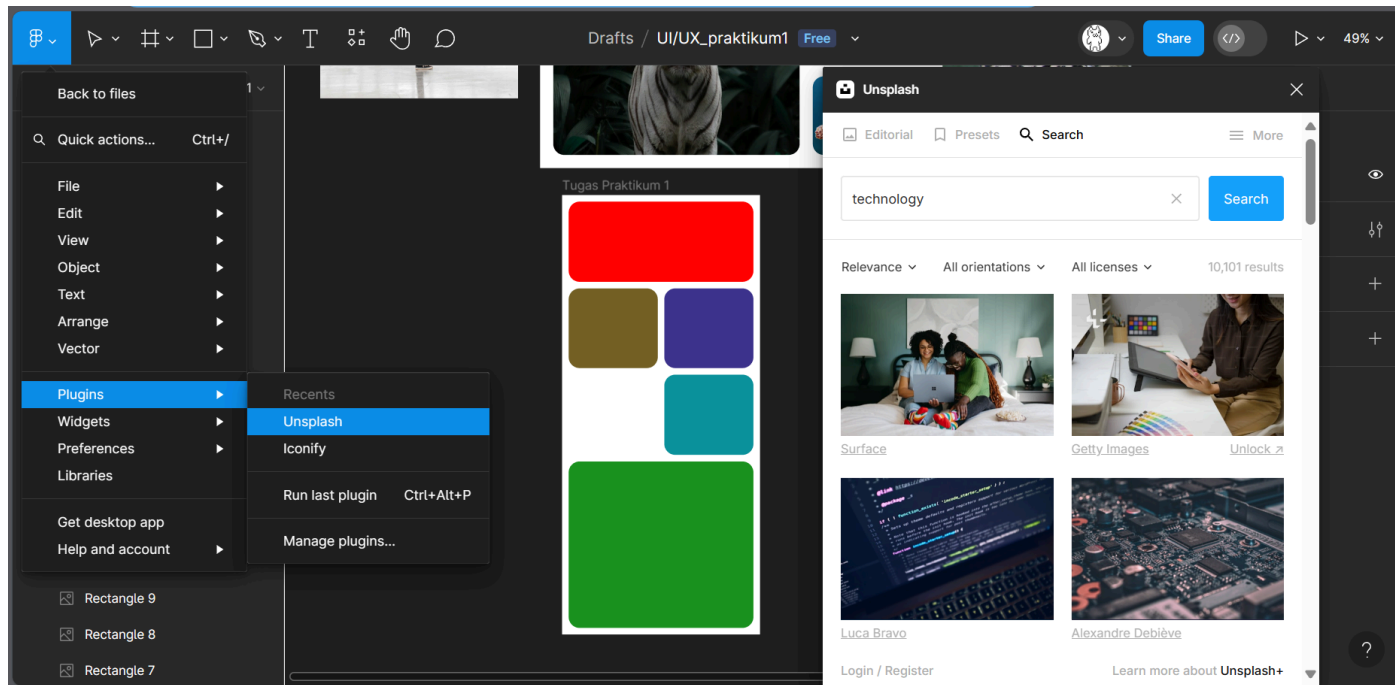 Drafts / UI/UX_praktikum1 Free
Share
49%
Back to files
1
Quick actions... Ctrl+/
File
Edit
View
Object
Text
Arrange
Vector
Plugins
Widgets
Preferences
Libraries
Get desktop app
Help and account
Recents
Unsplash
Iconify
Run last plugin Ctrl+Alt+P
Manage plugins...
Rectangle 9
Rectangle 8
Rectangle 7
Tugas Praktikum 1
Unsplash
Editorial Presets Search More
technology Search
Relevance All orientations All licenses 10,101 results
Surface
Getty Images Unlock ↗
Luca Bravo
Alexandre Debiève
Login / Register Learn more about Unsplash+
?